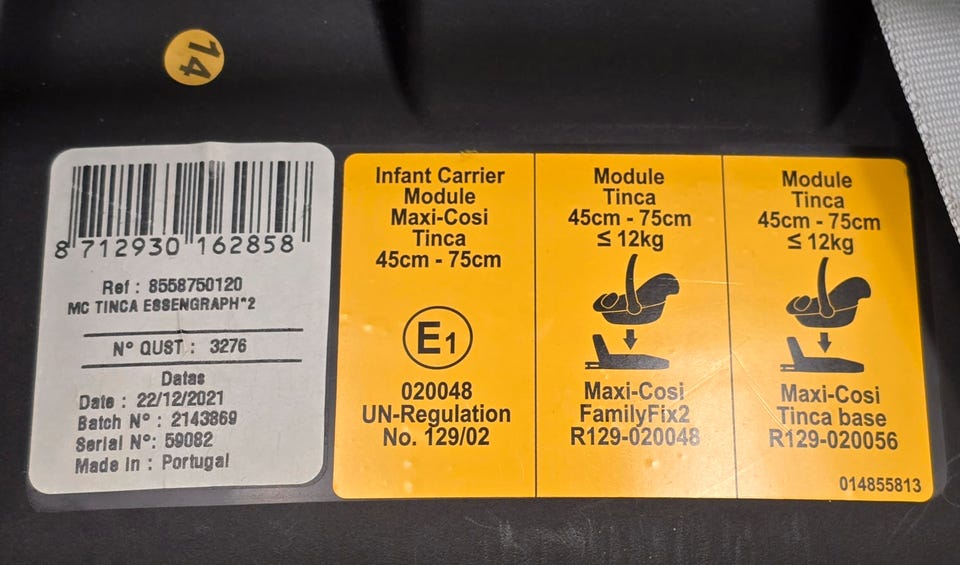 14
8 712930 162858
Ref : 8558750120
MC TINCA ESSENGRAPH*2
N° QUST : 3276
Datas
Date : 22/12/2021
Batch N° : 2143869
Serial N°: 59082
Made in : Portugal
Infant Carrier
Module
Maxi-Cosi
Tinca
45cm - 75cm
E1
020048
UN-Regulation
No. 129/02
Module
Tinca
45cm - 75cm
≤ 12kg
Maxi-Cosi
FamilyFix2
R129-020048
Module
Tinca
45cm - 75cm
≤ 12kg
Maxi-Cosi
Tinca base
R129-020056
014855813